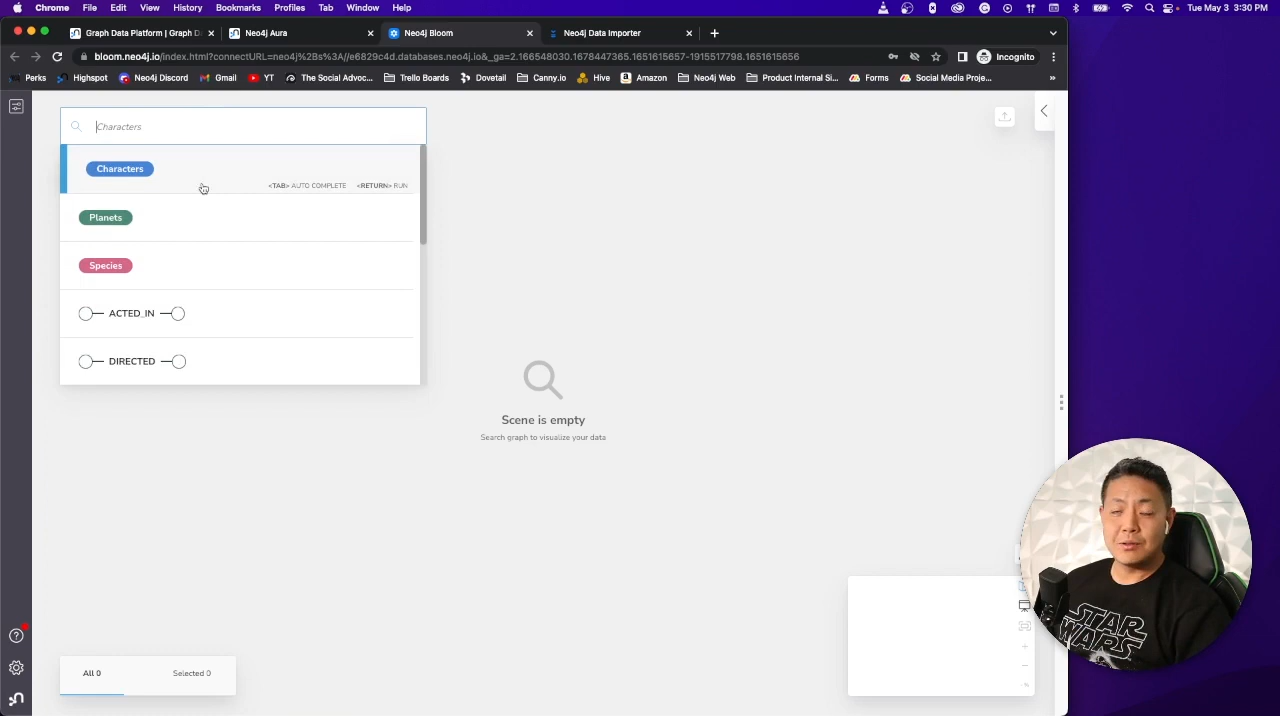 Chrome File Edit View History Bookmarks Profiles Tab Window Help Tue May 3 3:30 PM
Graph Data Platform | Graph D
Neo4j Aura
Neo4j Bloom
Neo4j Data Importer
bloom.neo4j.io/index.html?connectURL=neo4j%2Bs%3A//e6829c4d.databases.neo4j.io&_ga=2.166548030.1678447365.1651615657-1915517798.1651615656
Incognito
Perks Highspot Neo4j Discord Gmail YT The Social Advoc... Trello Boards Dovetail Canny.io Hive Amazon Neo4j Web Product Internal Si... Forms Social Media Proje...
Characters
Characters
<TAB> AUTO COMPLETE <RETURN> RUN
Planets
Species
ACTED_IN
DIRECTED
Scene is empty
Search graph to visualize your data
All 0 Selected 0
STAR
WARS